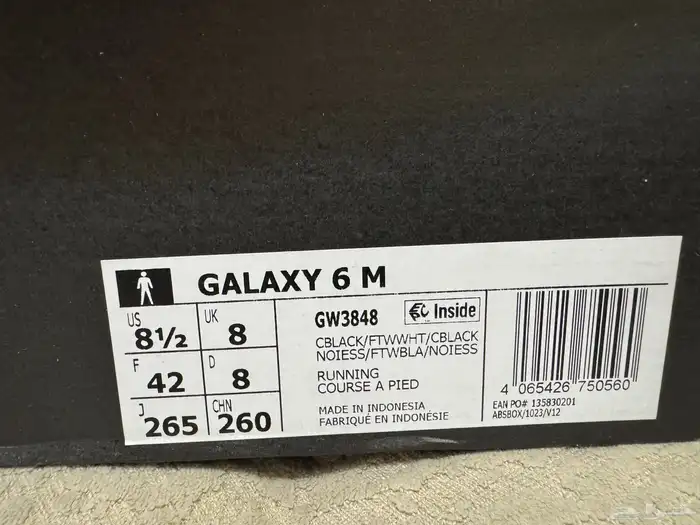 GALAXY 6 M
US 8½ UK 8
F 42 D 8
J 265 CHN 260
GW3848 Inside
CBLACK/FTWWHT/CBLACK
NOIESS/FTWBLA/NOIESS
RUNNING
COURSE A PIED
MADE IN INDONESIA
FABRIQUÉ EN INDONÉSIE
4 065426 750560
EAN PO# 135830201
ABSBOX/1023/V12